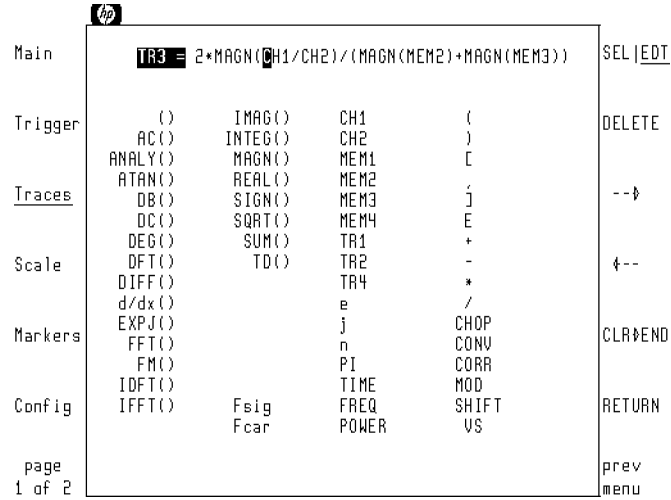 hp
Main TR3 = 2*MAGN(CH1/CH2)/(MAGN(MEM2)+MAGN(MEM3)) SEL|EDT
Trigger () IMAG() CH1 ( DELETE
AC() INTEG() CH2 )
ANALY() MAGN() MEM1 [
ATAN() REAL() MEM2 ,
Traces DB() SIGN() MEM3 ] -->
DC() SQRT() MEM4 E
DEG() SUM() TR1 +
Scale DFT() TD() TR2 - <--
DIFF() TR4 *
d/dx() e /
Markers EXPJ() j CHOP CLR>END
FFT() n CONV
FM() PI CORR
IDFT() TIME MOD
Config IFFT() Fsig FREQ SHIFT RETURN
Fcar POWER VS
page prev
1 of 2 menu